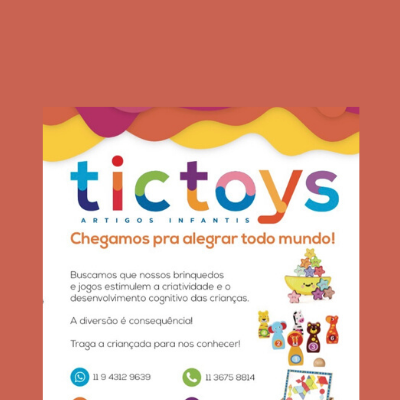 tictoys
ARTIGOS INFANTIS
Chegamos pra alegrar todo mundo!
Buscamos que nossos brinquedos
e jogos estimulem a criatividade e o
desenvolvimento cognitivo das crianças.
A diversão é consequência!
Traga a criançada para nos conhecer!
11 9 4312 9639
11 3675 8814